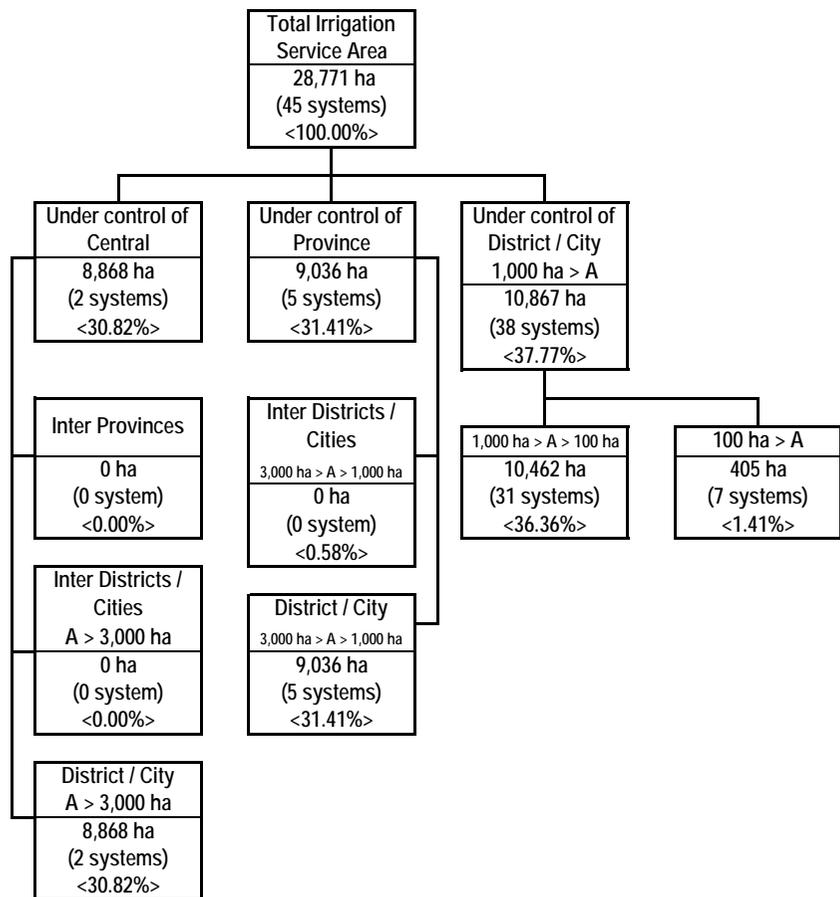 Total Irrigation
Service Area
28,771 ha
(45 systems)
<100.00%>
Under control of
Central
8,868 ha
(2 systems)
<30.82%>
Under control of
Province
9,036 ha
(5 systems)
<31.41%>
Under control of
District / City
1,000 ha > A
10,867 ha
(38 systems)
<37.77%>
Inter Provinces
0 ha
(0 system)
<0.00%>
Inter Districts /
Cities
3,000 ha > A > 1,000 ha
0 ha
(0 system)
<0.58%>
1,000 ha > A > 100 ha
10,462 ha
(31 systems)
<36.36%>
100 ha > A
405 ha
(7 systems)
<1.41%>
Inter Districts /
Cities
A > 3,000 ha
0 ha
(0 system)
<0.00%>
District / City
3,000 ha > A > 1,000 ha
9,036 ha
(5 systems)
<31.41%>
District / City
A > 3,000 ha
8,868 ha
(2 systems)
<30.82%>